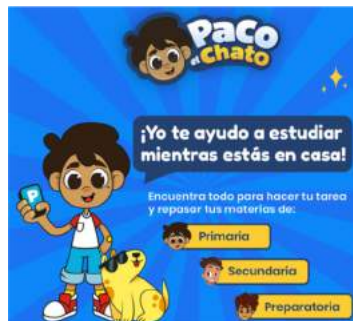 Paco
el Chato
¡Yo te ayudo a estudiar
mientras estás en casa!
Encuentra todo para hacer tu tarea
y repasar tus materias de:
P
Primaria
Secundaria
Preparatoria